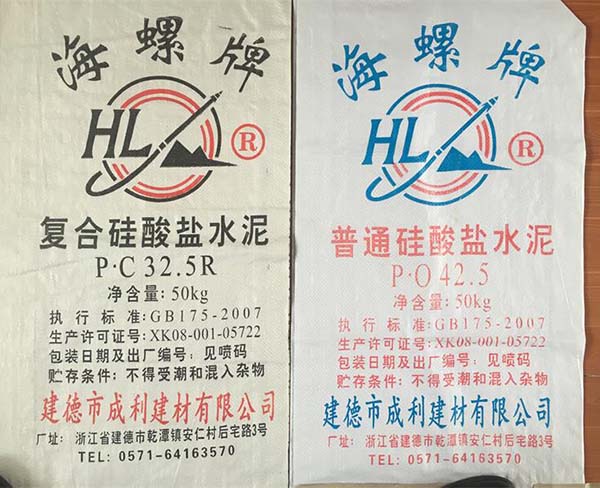 海螺牌
HL
®
复合硅酸盐水泥
P·C 32.5R
净含量: 50kg
执行标准:GB175-2007
生产许可证号:XK08-001-05722
包装日期及出厂编号:见喷码
贮存条件:不得受潮和混入杂物
建德市成利建材有限公司
厂址: 浙江省建德市乾潭镇安仁村后宅路3号
TEL: 0571-64163570
海螺牌
HL
®
普通硅酸盐水泥
P·O 42.5
净含量: 50kg
执行标准:GB175-2007
生产许可证号:XK08-001-05722
包装日期及出厂编号:见喷码
贮存条件:不得受潮和混入杂物
建德市成利建材有限公司
厂址: 浙江省建德市乾潭镇安仁村后宅路3号
TEL: 0571-64163570